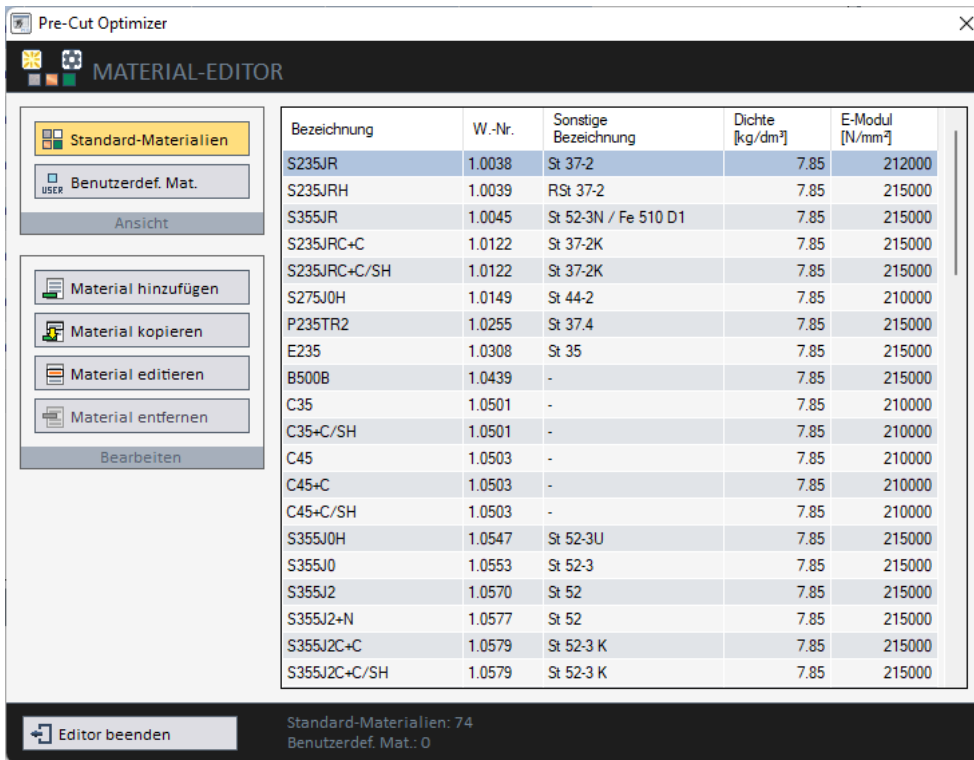 Pre-Cut Optimizer
MATERIAL-EDITOR
Standard-Materialien
USER Benutzerdef. Mat.
Ansicht
Material hinzufügen
Material kopieren
Material editieren
Material entfernen
Bearbeiten
Bezeichnung W.-Nr. Sonstige Bezeichnung Dichte [kg/dm³] E-Modul [N/mm²]
S235JR 1.0038 St 37-2 7.85 212000
S235JRH 1.0039 RSt 37-2 7.85 215000
S355JR 1.0045 St 52-3N / Fe 510 D1 7.85 215000
S235JRC+C 1.0122 St 37-2K 7.85 215000
S235JRC+C/SH 1.0122 St 37-2K 7.85 215000
S275J0H 1.0149 St 44-2 7.85 210000
P235TR2 1.0255 St 37.4 7.85 215000
E235 1.0308 St 35 7.85 215000
B500B 1.0439 - 7.85 215000
C35 1.0501 - 7.85 210000
C35+C/SH 1.0501 - 7.85 210000
C45 1.0503 - 7.85 210000
C45+C 1.0503 - 7.85 210000
C45+C/SH 1.0503 - 7.85 210000
S355J0H 1.0547 St 52-3U 7.85 215000
S355J0 1.0553 St 52-3 7.85 215000
S355J2 1.0570 St 52 7.85 215000
S355J2+N 1.0577 St 52 7.85 215000
S355J2C+C 1.0579 St 52-3 K 7.85 215000
S355J2C+C/SH 1.0579 St 52-3 K 7.85 215000
Editor beenden
Standard-Materialien: 74
Benutzerdef. Mat.: 0